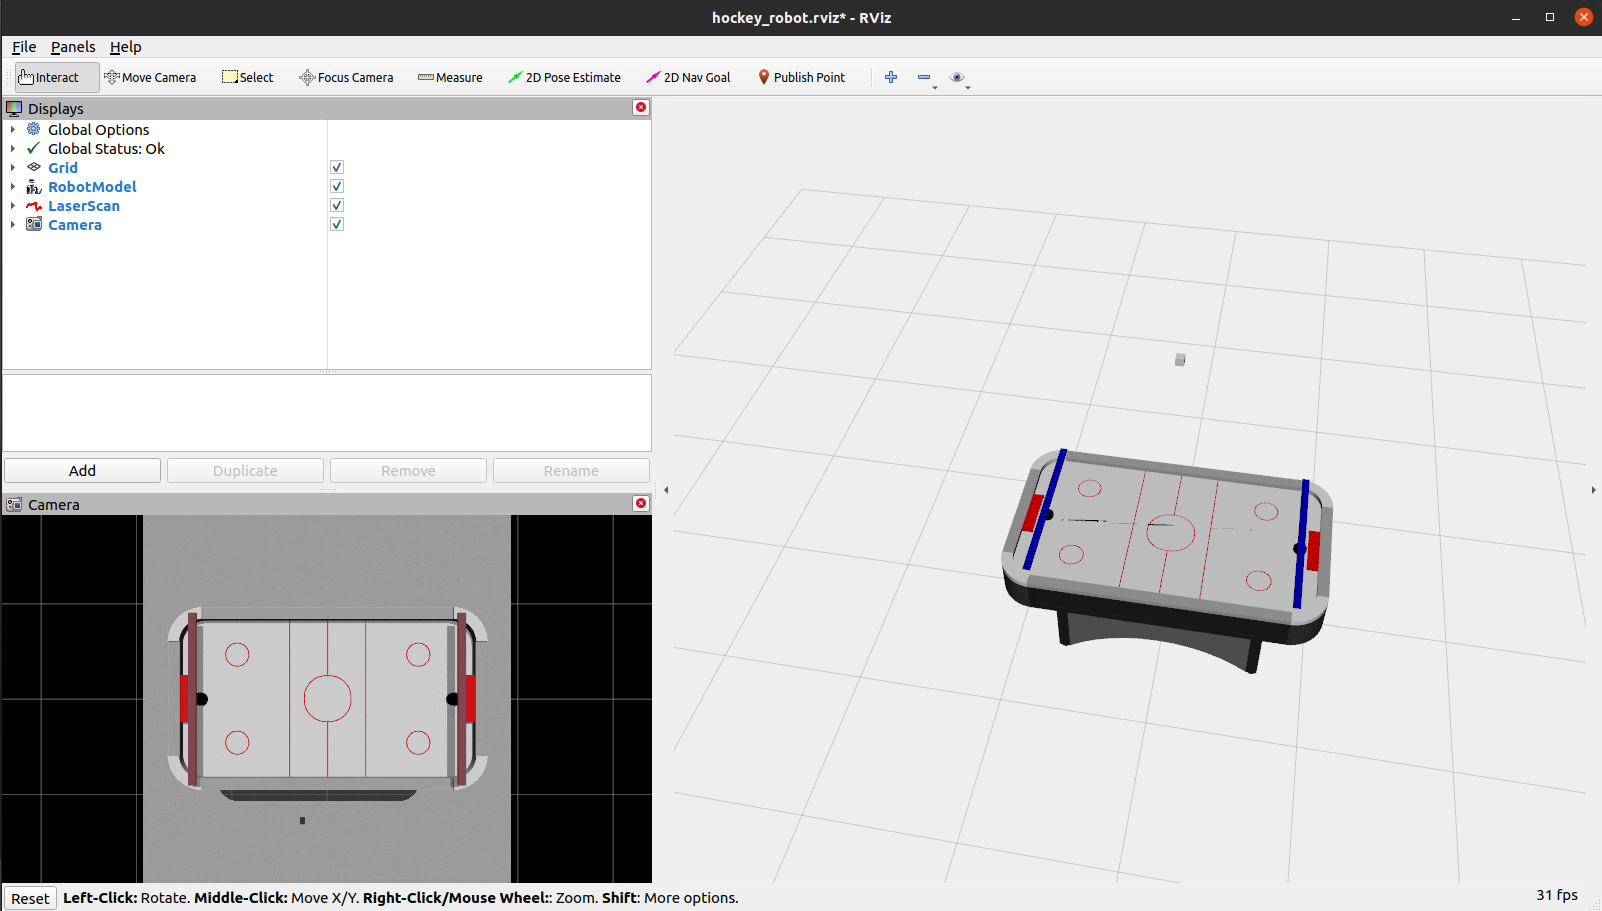 hockey_robot.rviz* - RViz
File Panels Help
Interact Move Camera Select Focus Camera Measure 2D Pose Estimate 2D Nav Goal Publish Point
Displays
Global Options
Global Status: Ok
Grid
RobotModel
LaserScan
Camera
Add Duplicate Remove Rename
Camera
Reset Left-Click: Rotate. Middle-Click: Move X/Y. Right-Click/Mouse Wheel:: Zoom. Shift: More options. 31 fps